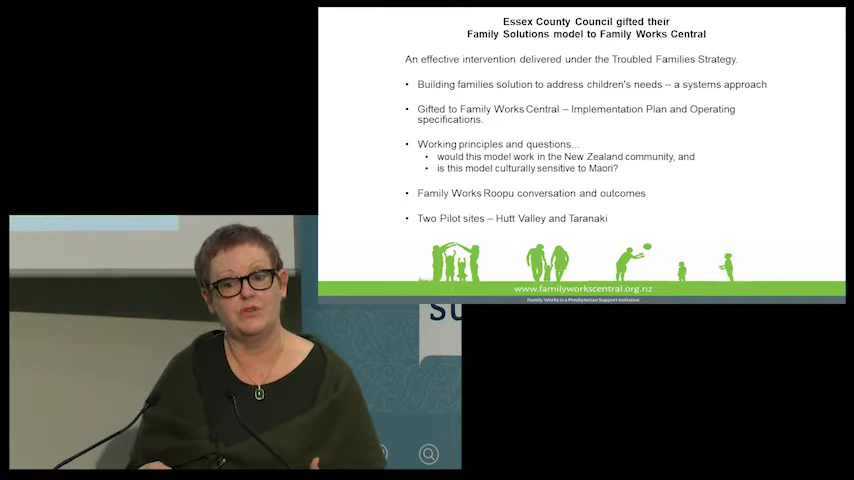 Essex County Council gifted their
Family Solutions model to Family Works Central
An effective intervention delivered under the Troubled Families Strategy.
• Building families solution to address children's needs – a systems approach
• Gifted to Family Works Central – Implementation Plan and Operating
specifications.
• Working principles and questions...
• would this model work in the New Zealand community, and
• is this model culturally sensitive to Maori?
• Family Works Roopu conversation and outcomes
• Two Pilot sites – Hutt Valley and Taranaki
www.familyworkscentral.org.nz
Family Works is a Presbyterian Support Initiative
SU